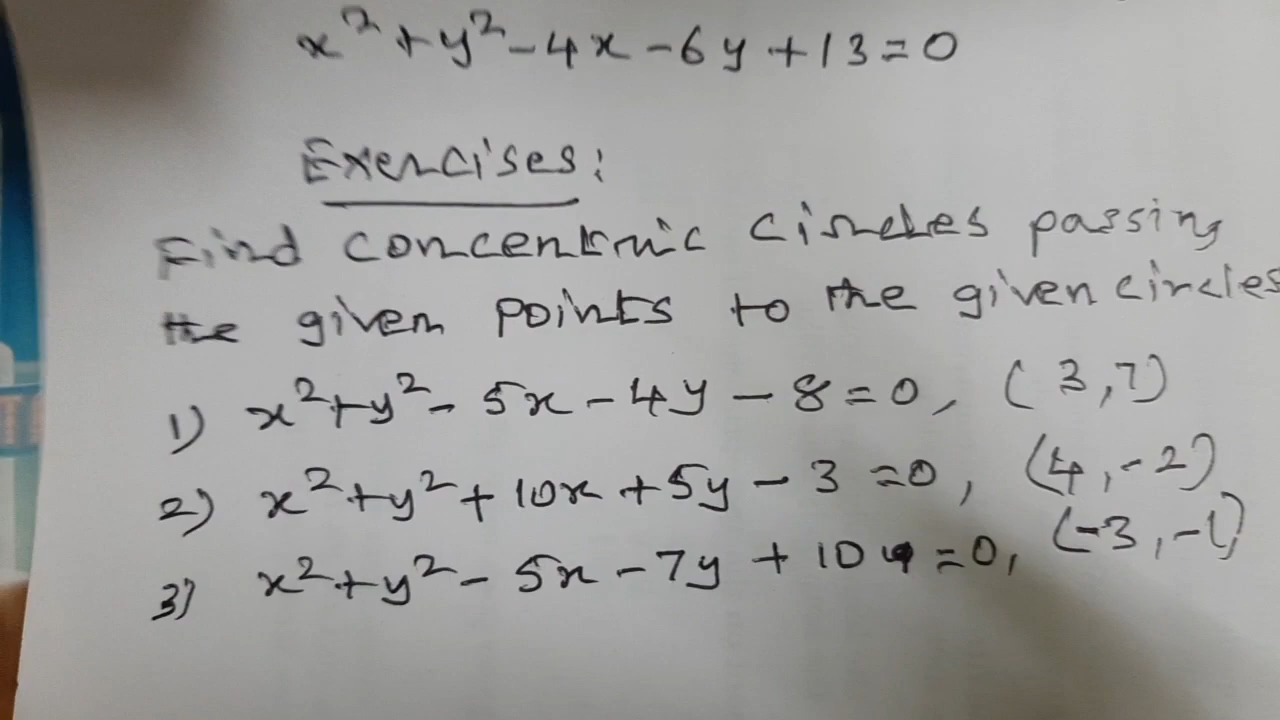 x²+y²-4x-6y+13=0
Exercises:
Find concentric circles passing
the given points to the given circles
1) x²+y²-5x-4y-8=0, (3,7)
2) x²+y²+10x+5y-3=0, (4,-2)
3) x²+y²-5x-7y+10=0, (-3,-1)